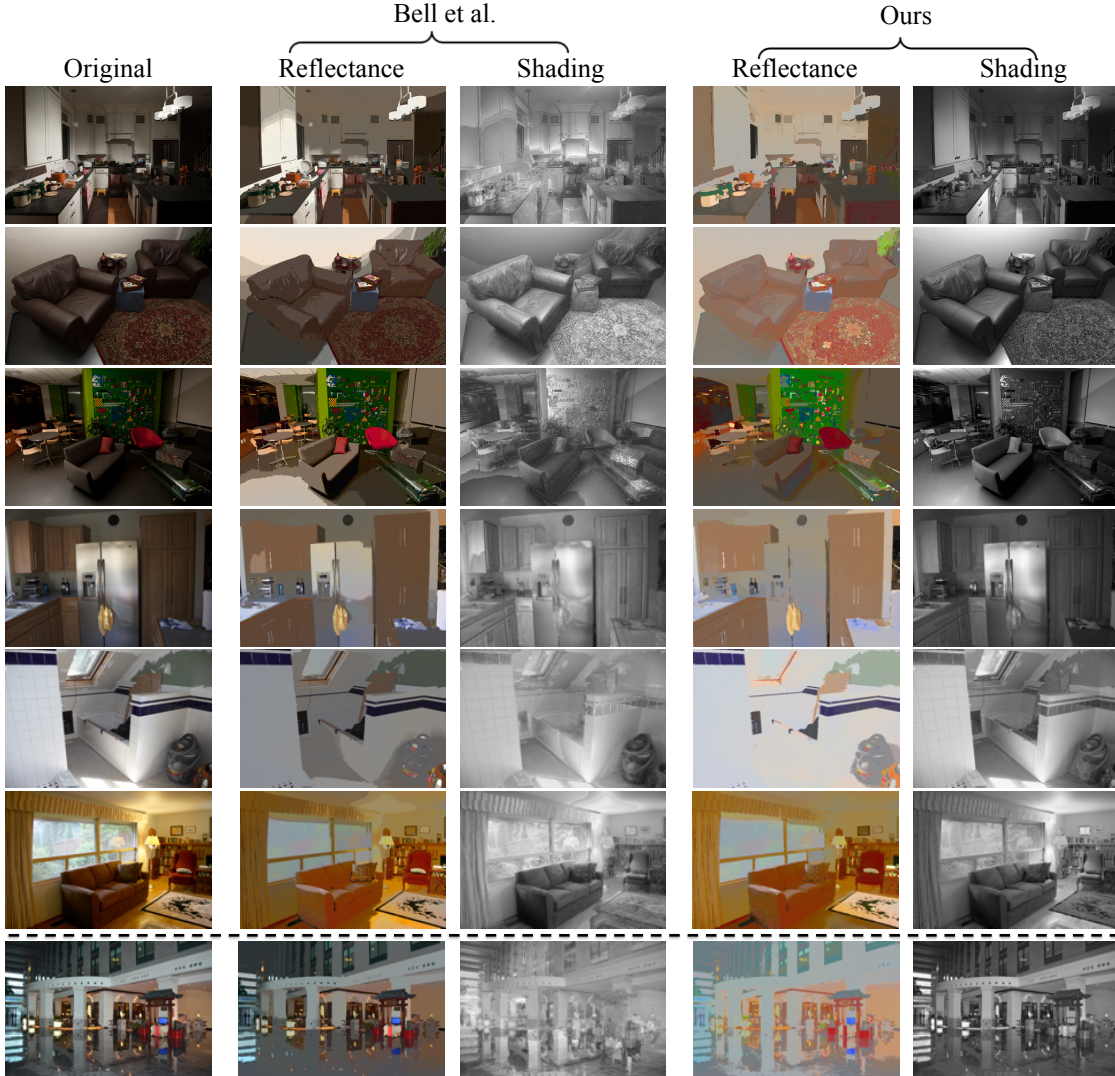 Bell et al.
Ours
Original
Reflectance
Shading
Reflectance
Shading